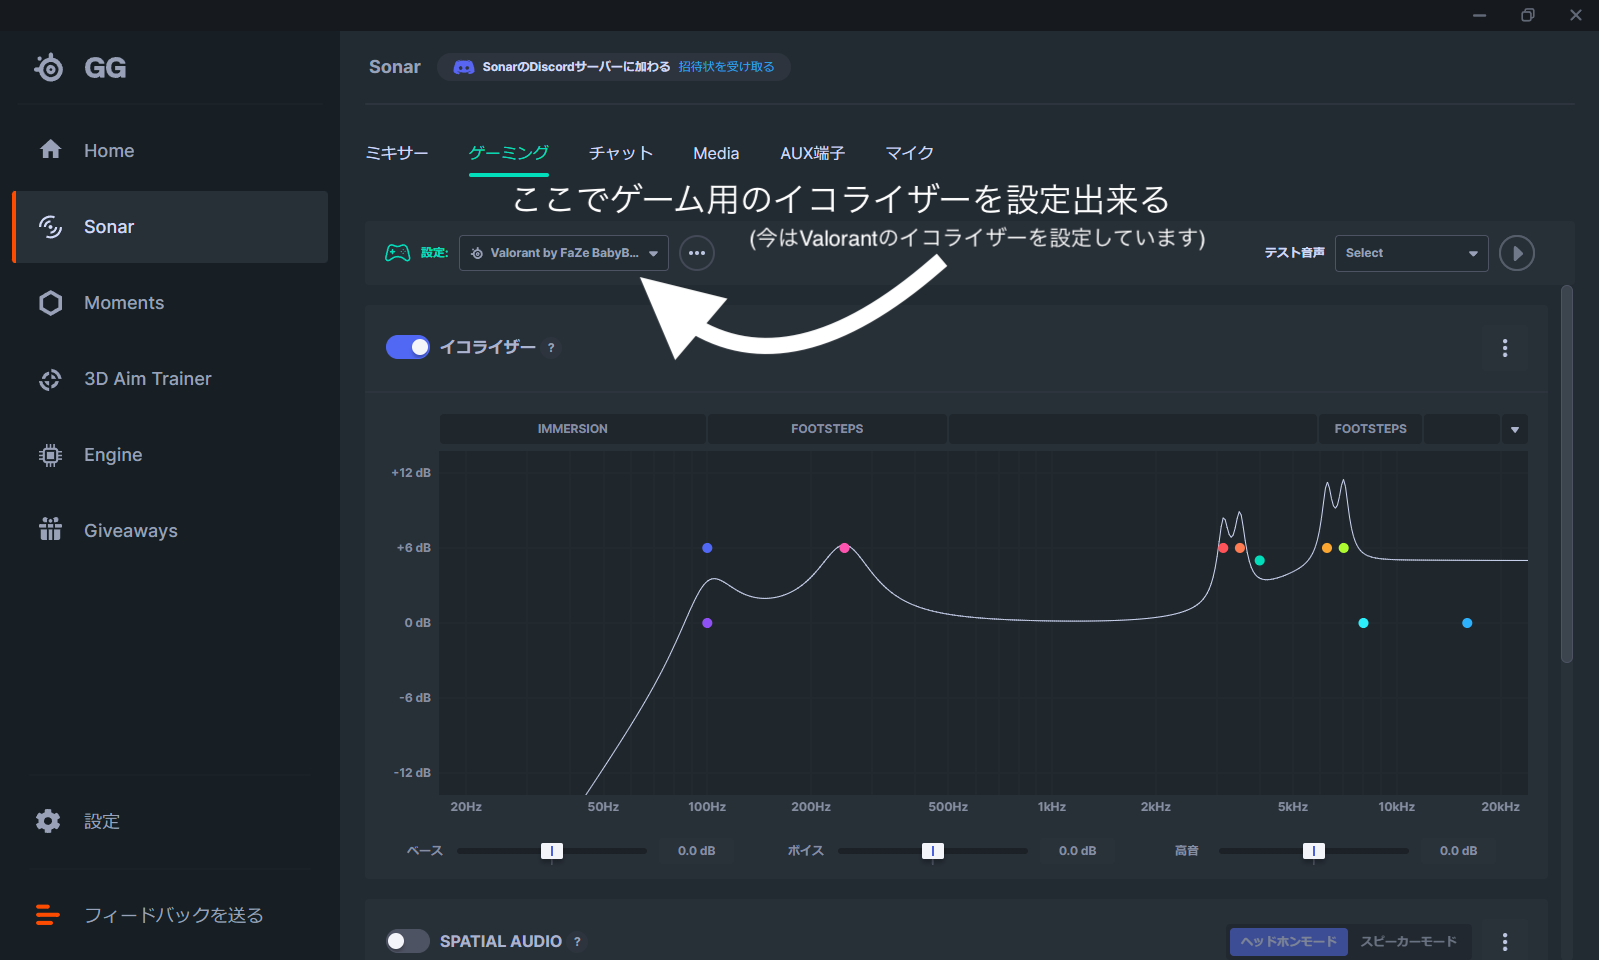 GG
Home
Sonar
Moments
3D Aim Trainer
Engine
Giveaways
設定
フィードバックを送る
Sonar
SonarのDiscordサーバーに加わる 招待状を受け取る
ミキサー ゲーミング チャット Media AUX端子 マイク
ここでゲーム用のイコライザーを設定出来る
(今はValorantのイコライザーを設定しています)
設定: Valorant by FaZe BabyB... テスト音声 Select
イコライザー ?
IMMERSION FOOTSTEPS FOOTSTEPS
+12 dB
+6 dB
0 dB
-6 dB
-12 dB
20Hz 50Hz 100Hz 200Hz 500Hz 1kHz 2kHz 5kHz 10kHz 20kHz
ベース 0.0 dB ボイス 0.0 dB 高音 0.0 dB
SPATIAL AUDIO ? ヘッドホンモード スピーカーモード